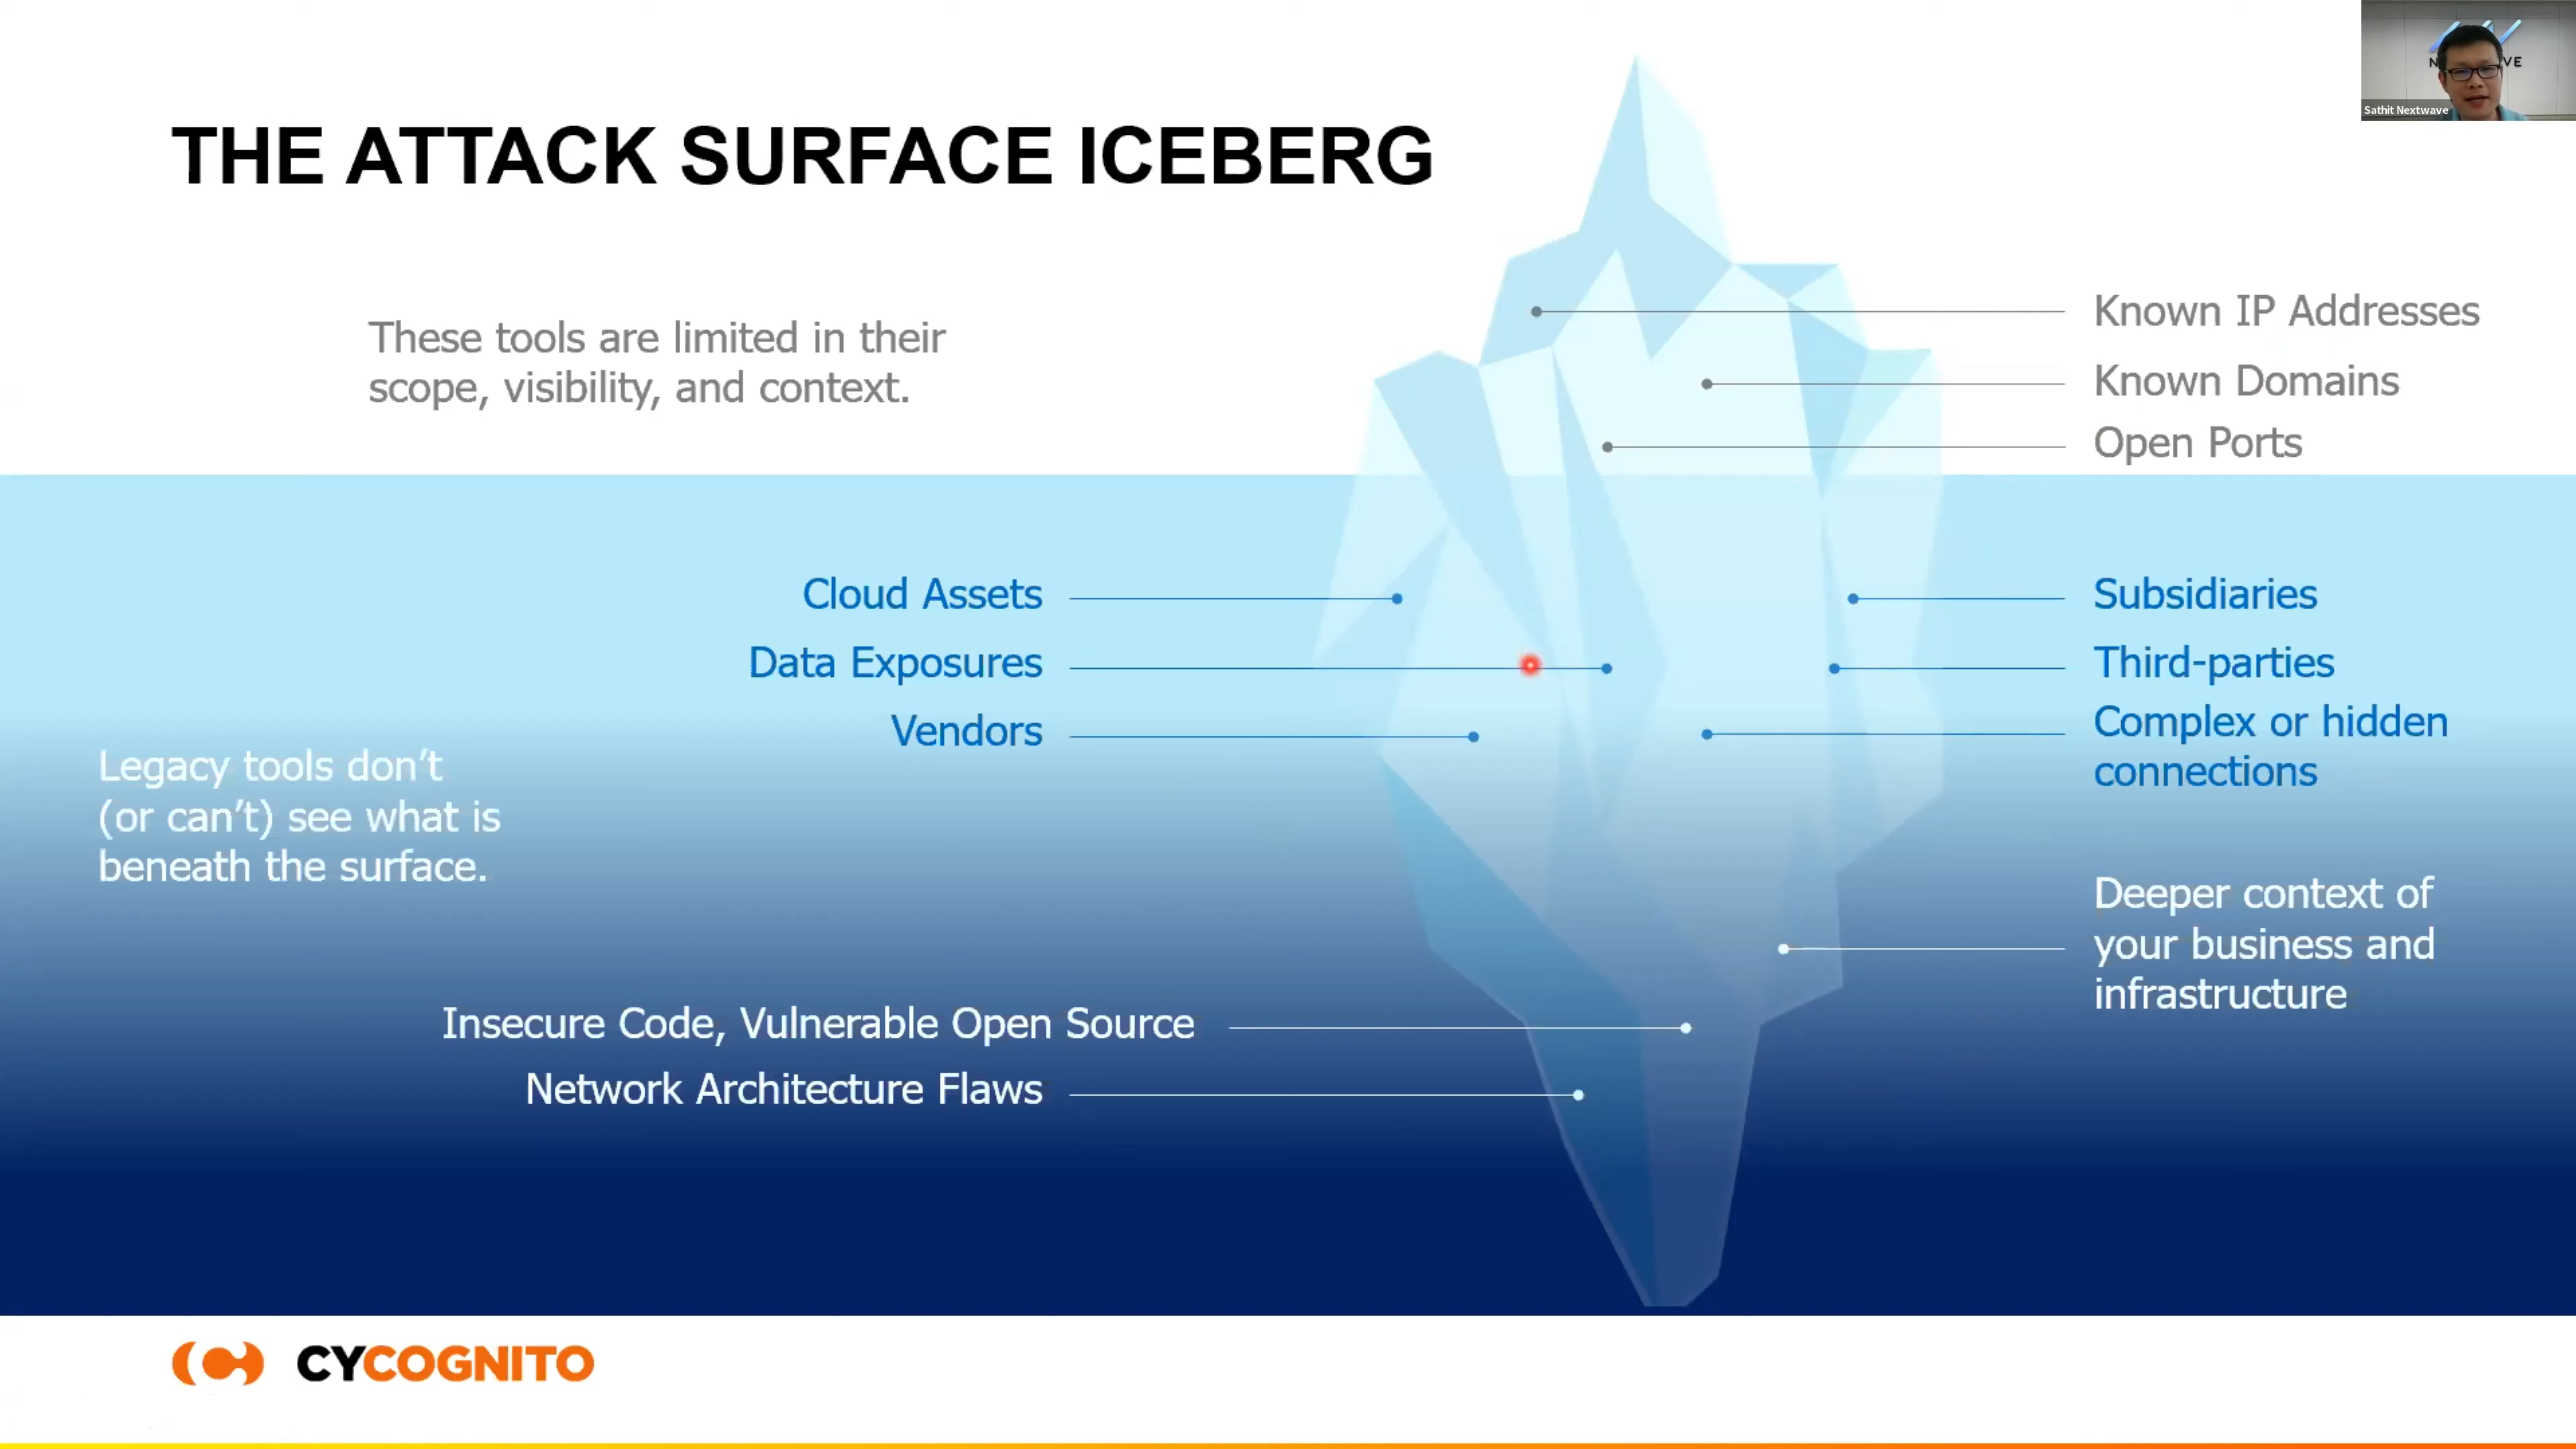 THE ATTACK SURFACE ICEBERG
Sathit Nextwave
These tools are limited in their
scope, visibility, and context.
Known IP Addresses
Known Domains
Open Ports
Cloud Assets
Data Exposures
Vendors
Subsidiaries
Third-parties
Complex or hidden
connections
Legacy tools don’t
(or can’t) see what is
beneath the surface.
Deeper context of
your business and
infrastructure
Insecure Code, Vulnerable Open Source
Network Architecture Flaws
CYCOGNITO